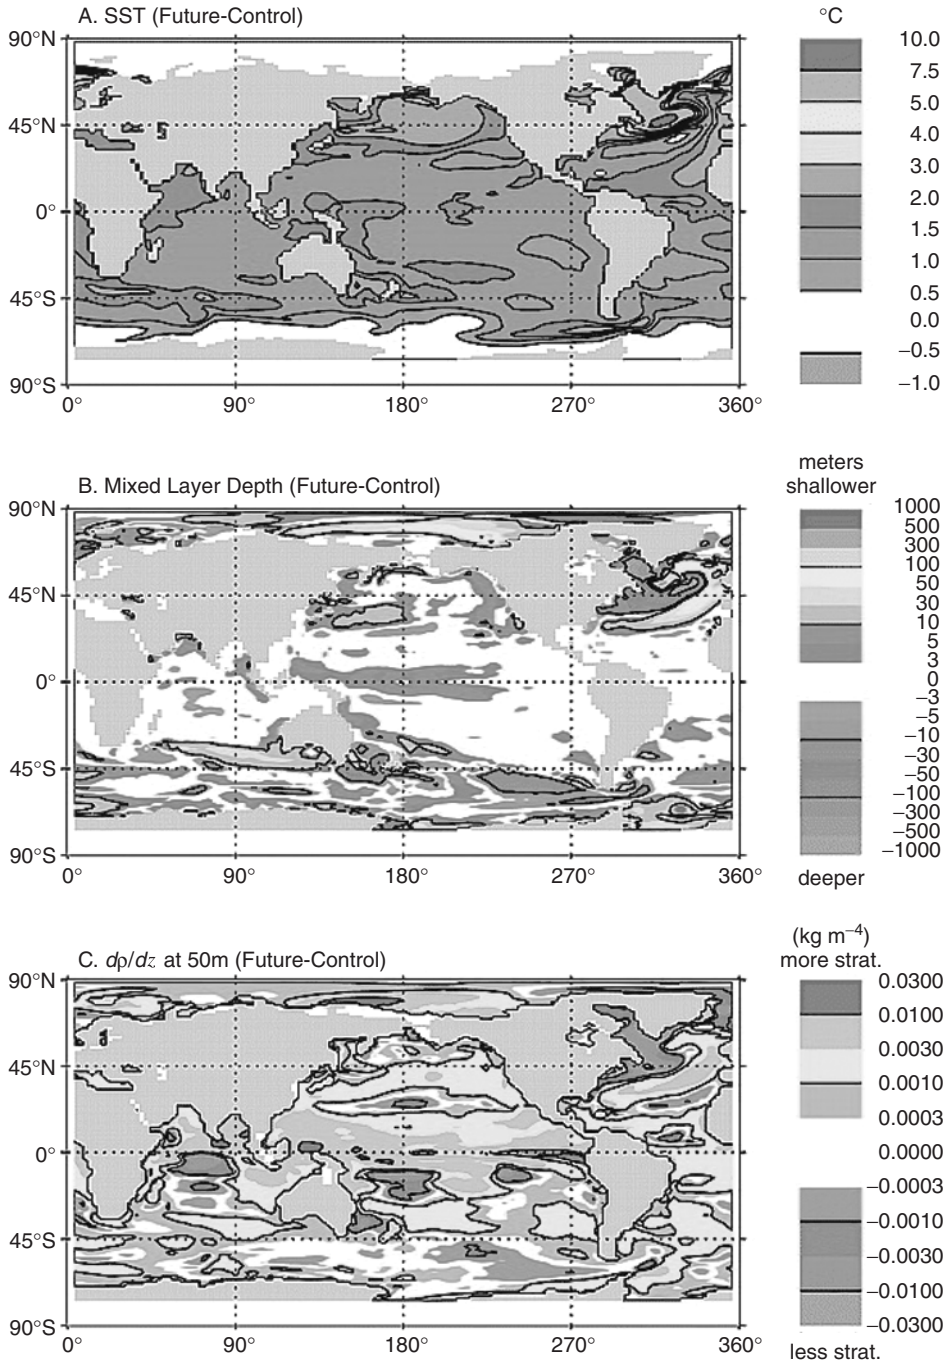 A. SST (Future-Control)
°C
90°N
45°N
0°
45°S
90°S
0°
90°
180°
270°
360°
10.0
7.5
5.0
4.0
3.0
2.0
1.5
1.0
0.5
0.0
−0.5
−1.0
B. Mixed Layer Depth (Future-Control)
meters
shallower
90°N
45°N
0°
45°S
90°S
0°
90°
180°
270°
360°
1000
500
300
100
50
30
10
5
3
0
−3
−5
−10
−30
−50
−100
−300
−500
−1000
deeper
C. dρ/dz at 50m (Future-Control)
(kg m⁻⁴)
more strat.
90°N
45°N
0°
45°S
90°S
0°
90°
180°
270°
360°
0.0300
0.0100
0.0030
0.0010
0.0003
0.0000
−0.0003
−0.0010
−0.0030
−0.0100
−0.0300
less strat.